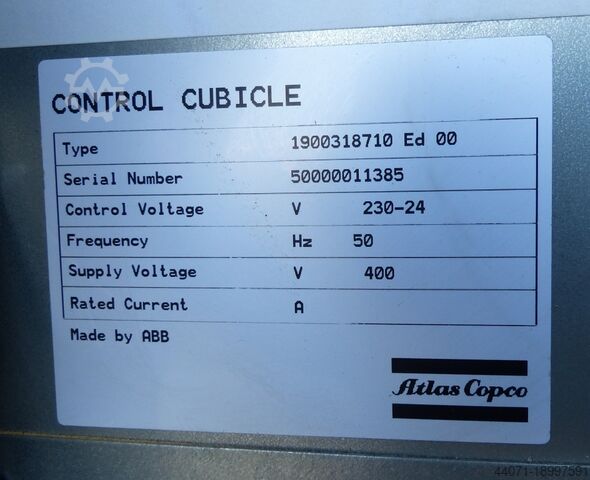 CONTROL CUBICLE
Type 1900318710 Ed 00
Serial Number 50000011385
Control Voltage V 230-24
Frequency Hz 50
Supply Voltage V 400
Rated Current A
Made by ABB
Atlas Copco
44071-18997591